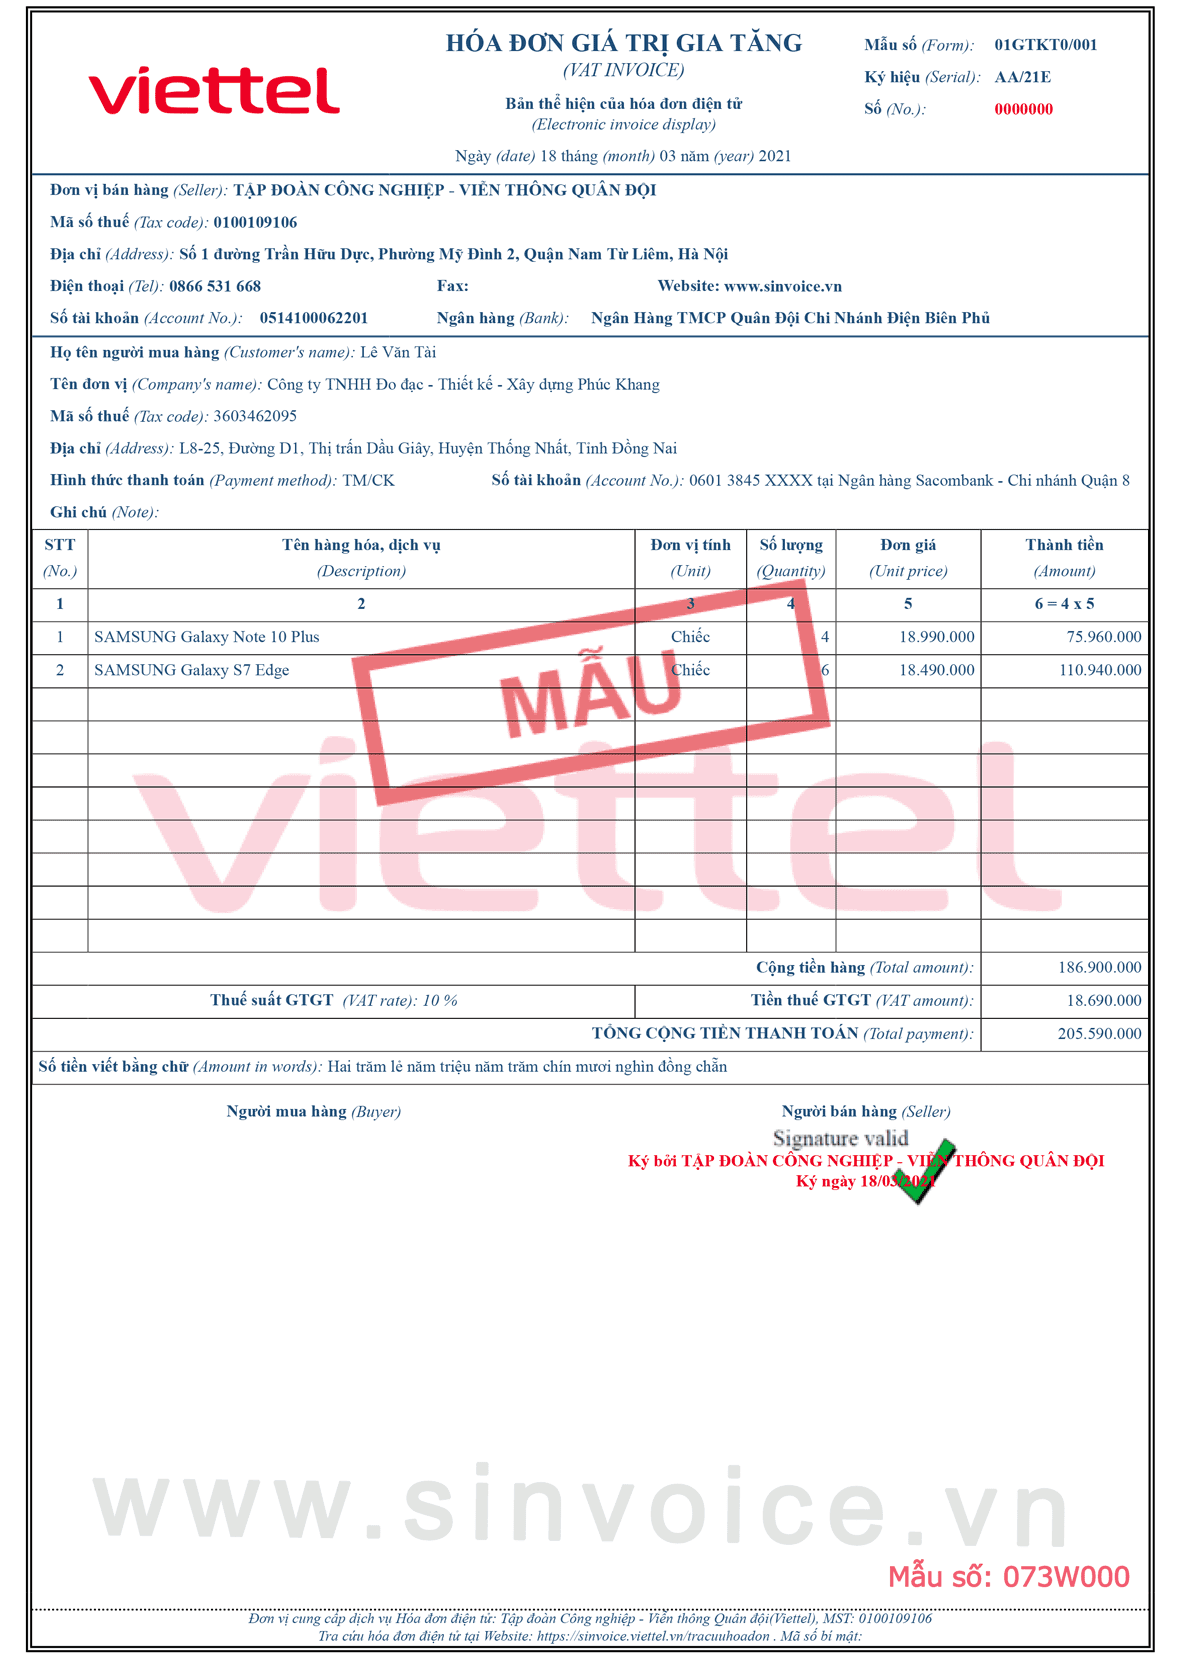 viettel
HÓA ĐƠN GIÁ TRỊ GIA TĂNG
(VAT INVOICE)
Bản thể hiện của hóa đơn điện tử
(Electronic invoice display)
Ngày (date) 18 tháng (month) 03 năm (year) 2021
Mẫu số (Form): 01GTKT0/001
Ký hiệu (Serial): AA/21E
Số (No.): 0000000
Đơn vị bán hàng (Seller): TẬP ĐOÀN CÔNG NGHIỆP - VIỄN THÔNG QUÂN ĐỘI
Mã số thuế (Tax code): 0100109106
Địa chỉ (Address): Số 1 đường Trần Hữu Dực, Phường Mỹ Đình 2, Quận Nam Từ Liêm, Hà Nội
Điện thoại (Tel): 0866 531 668 Fax: Website: www.sinvoice.vn
Số tài khoản (Account No.): 0514100062201 Ngân hàng (Bank): Ngân Hàng TMCP Quân Đội Chi Nhánh Điện Biên Phủ
Họ tên người mua hàng (Customer's name): Lê Văn Tài
Tên đơn vị (Company's name): Công ty TNHH Đo đạc - Thiết kế - Xây dựng Phúc Khang
Mã số thuế (Tax code): 3603462095
Địa chỉ (Address): L8-25, Đường D1, Thị trấn Dầu Giây, Huyện Thống Nhất, Tỉnh Đồng Nai
Hình thức thanh toán (Payment method): TM/CK Số tài khoản (Account No.): 0601 3845 XXXX tại Ngân hàng Sacombank - Chi nhánh Quận 8
Ghi chú (Note):
STT Tên hàng hóa, dịch vụ Đơn vị tính Số lượng Đơn giá Thành tiền
(No.) (Description) (Unit) (Quantity) (Unit price) (Amount)
1 2 3 4 5 6 = 4 x 5
1 SAMSUNG Galaxy Note 10 Plus Chiếc 4 18.990.000 75.960.000
2 SAMSUNG Galaxy S7 Edge Chiếc 6 18.490.000 110.940.000
MẪU
viettel
Cộng tiền hàng (Total amount): 186.900.000
Thuế suất GTGT (VAT rate): 10 % Tiền thuế GTGT (VAT amount): 18.690.000
TỔNG CỘNG TIỀN THANH TOÁN (Total payment): 205.590.000
Số tiền viết bằng chữ (Amount in words): Hai trăm lẻ năm triệu năm trăm chín mươi nghìn đồng chẵn
Người mua hàng (Buyer) Người bán hàng (Seller)
Signature valid
Ký bởi TẬP ĐOÀN CÔNG NGHIỆP - VIỄN THÔNG QUÂN ĐỘI
Ký ngày 18/03/2021
www.sinvoice.vn
Mẫu số: 073W000
Đơn vị cung cấp dịch vụ Hóa đơn điện tử: Tập đoàn Công nghiệp - Viễn thông Quân đội(Viettel), MST: 0100109106
Tra cứu hóa đơn điện tử tại Website: https://sinvoice.viettel.vn/tracuuhoadon . Mã số bí mật: